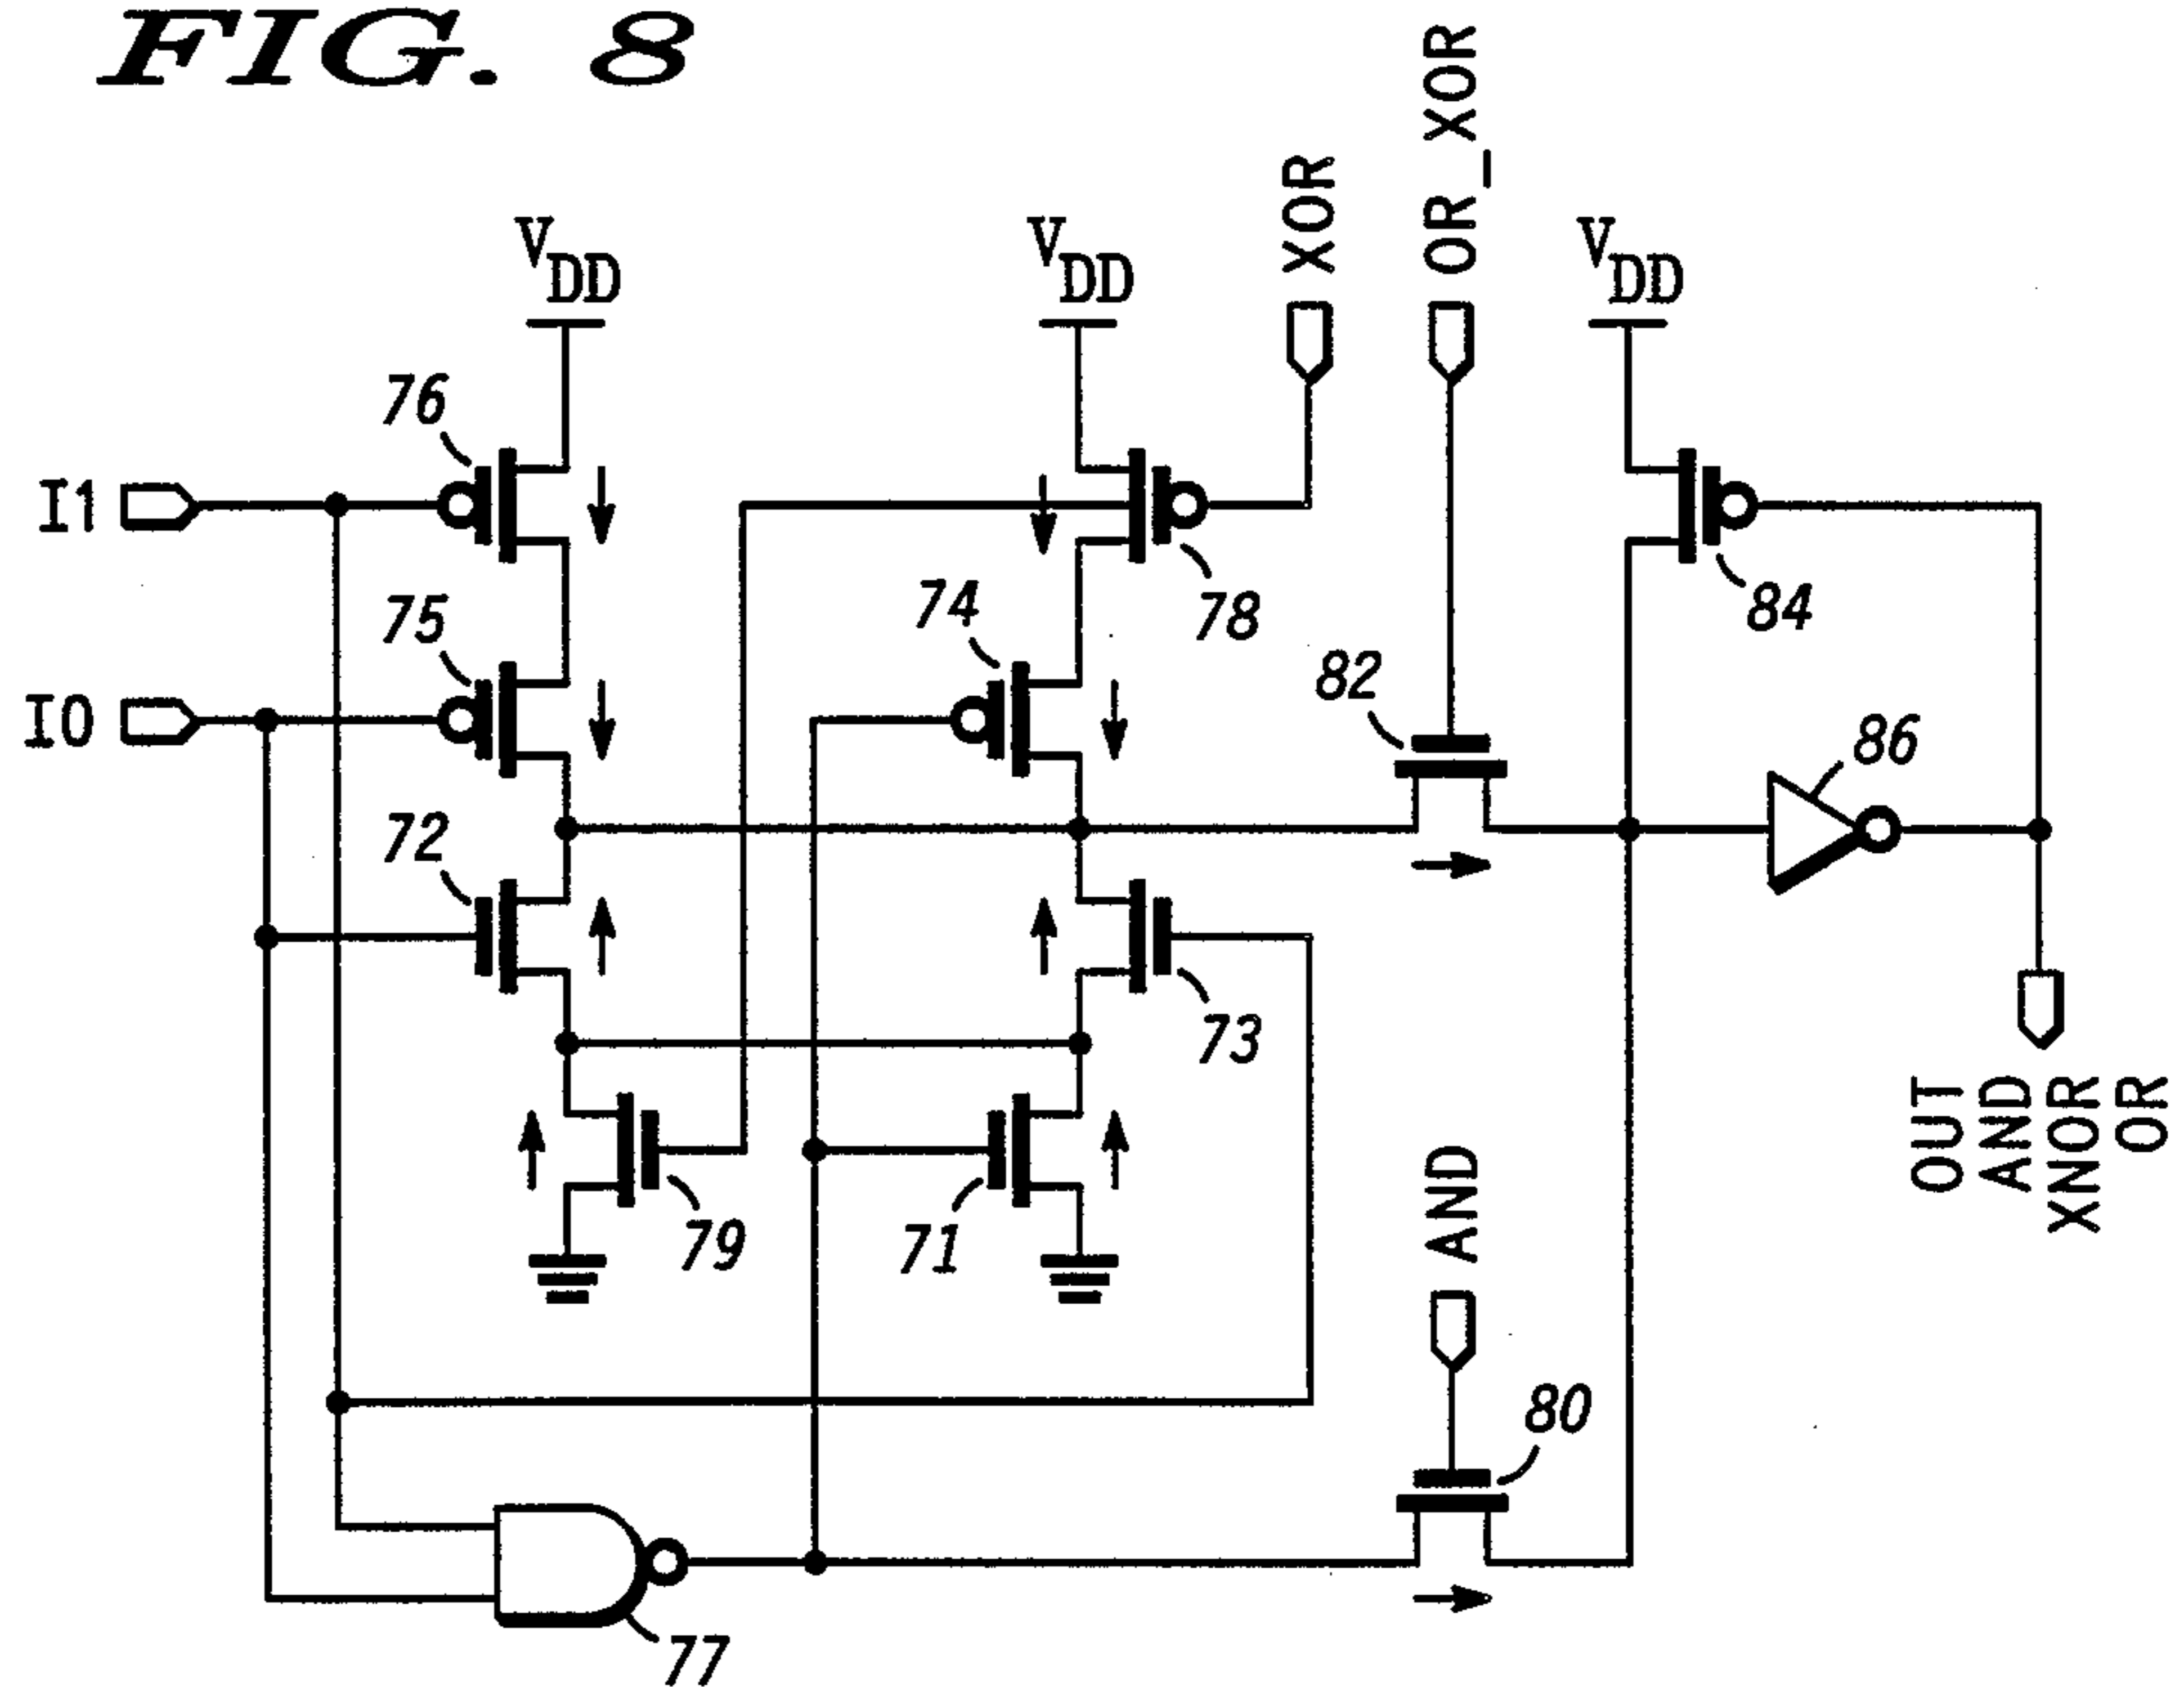 FIG. 8
XOR
OR_XOR
VDD
VDD
VDD
76
I1
75
74
78
84
I0
82
86
72
73
79
71
AND
OUT
AND
XNOR
OR
80
77